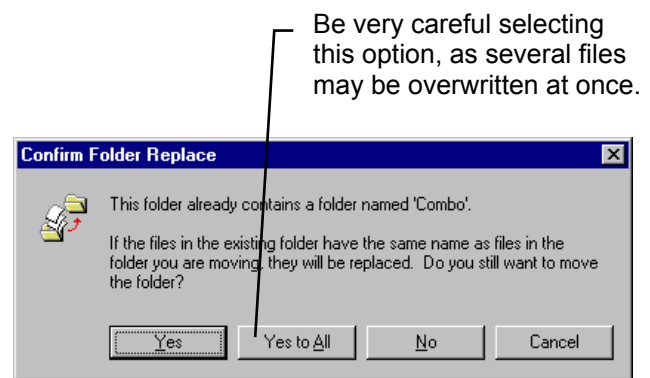 Be very careful selecting
this option, as several files
may be overwritten at once.
Confirm Folder Replace
This folder already contains a folder named 'Combo'.
If the files in the existing folder have the same name as files in the
folder you are moving, they will be replaced. Do you still want to move
the folder?
Yes Yes to All No Cancel